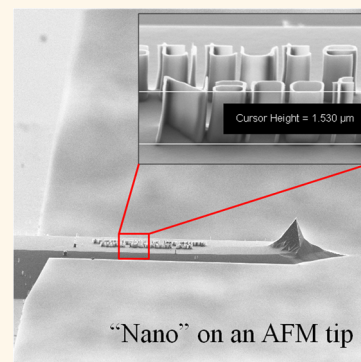 Cursor Height = 1.530 µm
“Nano” on an AFM tip